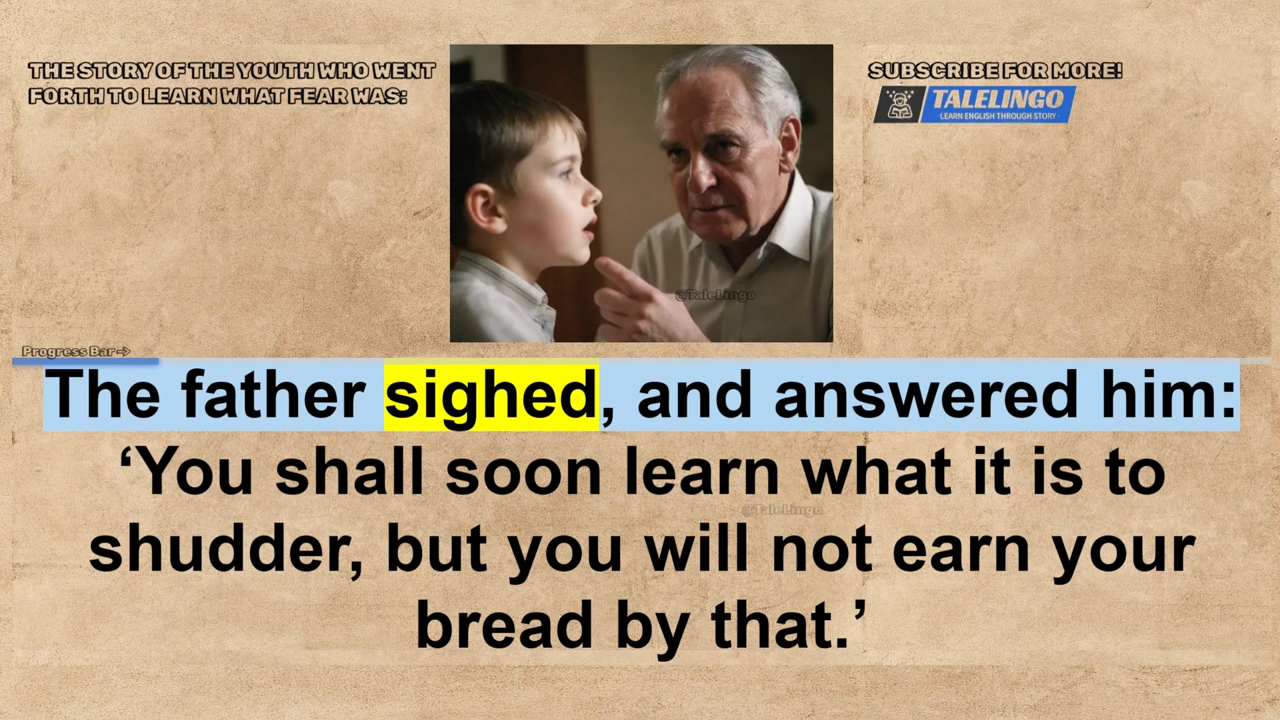 THE STORY OF THE YOUTH WHO WENT
FORTH TO LEARN WHAT FEAR WAS:
SUBSCRIBE FOR MORE!
TALELINGO
·LEARN ENGLISH THROUGH STORY·
@TaleLingo
Progress Bar->
The father sighed, and answered him:
‘You shall soon learn what it is to
@TaleLingo
shudder, but you will not earn your
bread by that.’